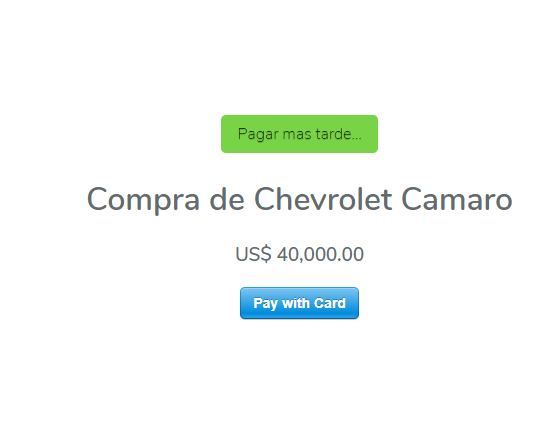 Pagar mas tarde...
Compra de Chevrolet Camaro
US$ 40,000.00
Pay with Card